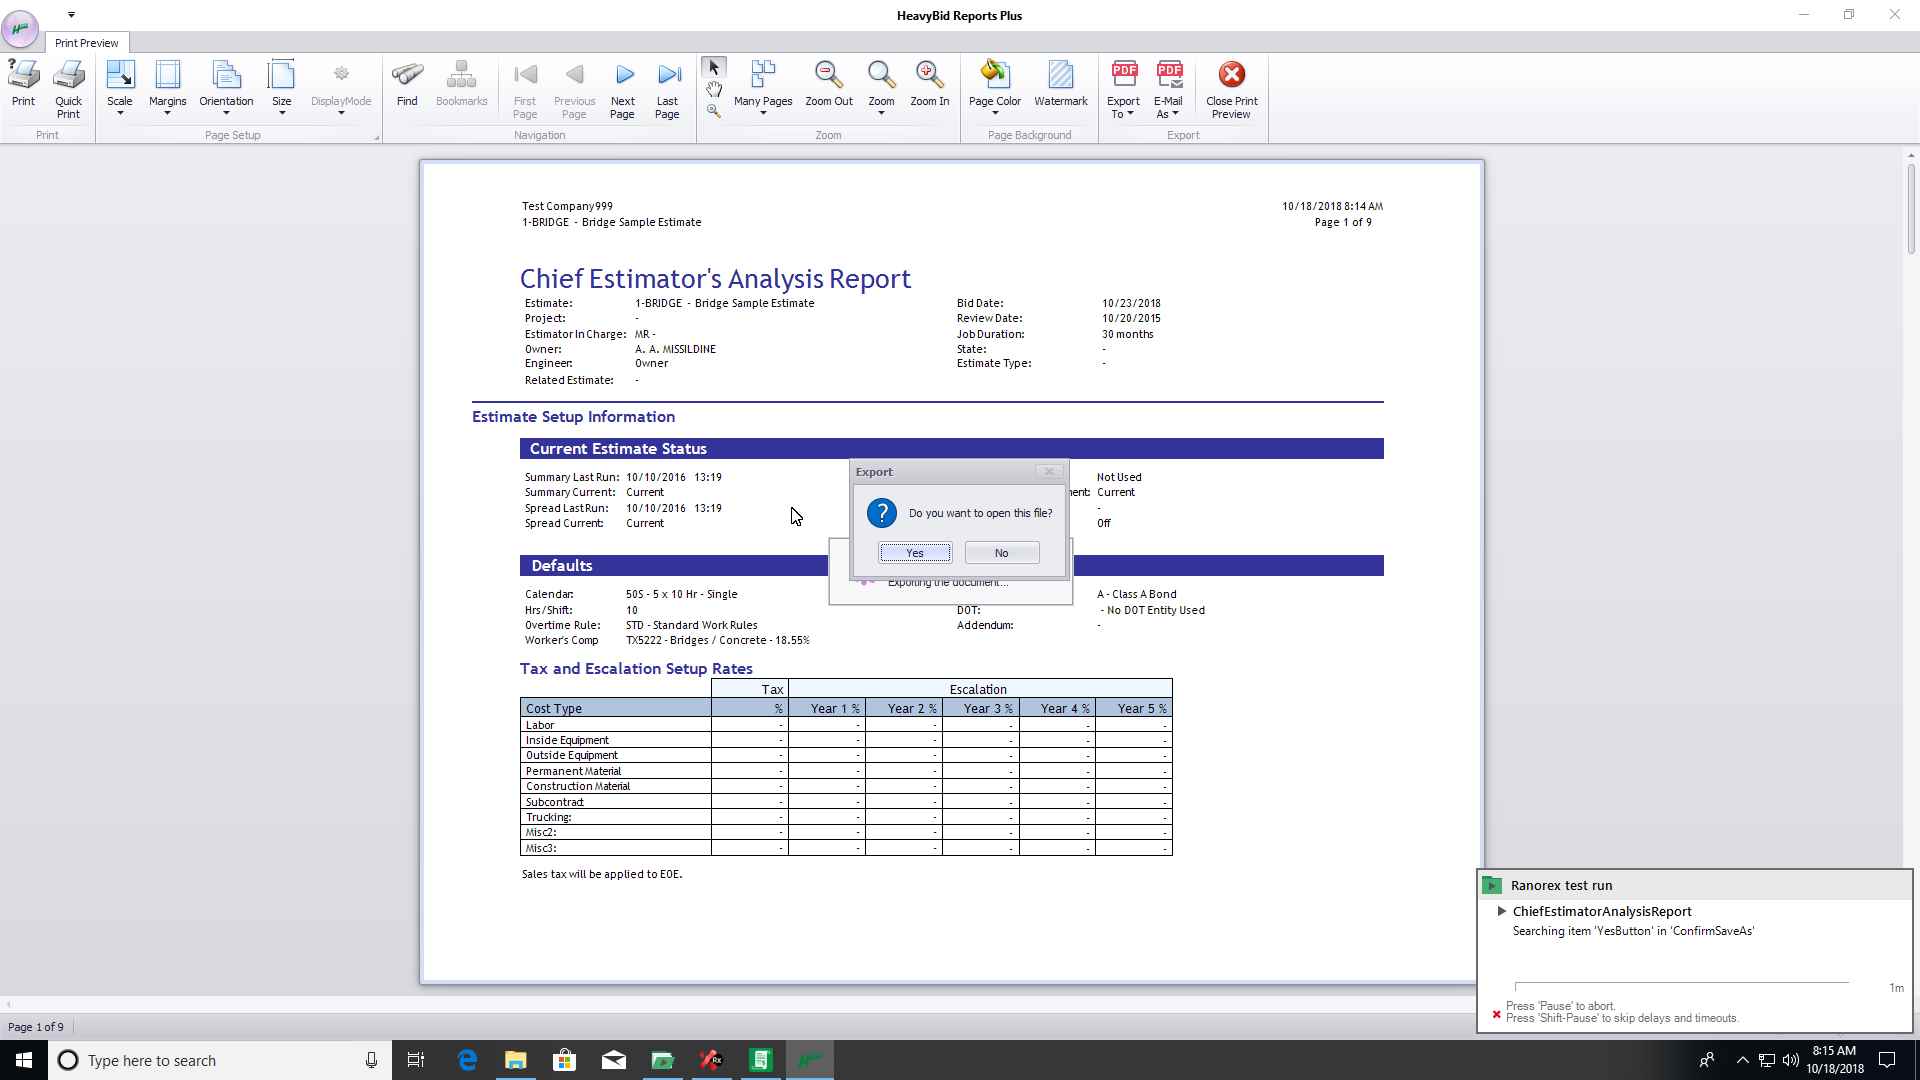 HeavyBid Reports Plus
Print Preview
Print
Quick Print
Scale
Margins
Orientation
Size
DisplayMode
Find
Bookmarks
First Page
Previous Page
Next Page
Last Page
Many Pages
Zoom Out
Zoom
Zoom In
Page Color
Watermark
PDF
Export To
PDF
E-Mail As
Close Print Preview
Print
Page Setup
Navigation
Zoom
Page Background
Export
Test Company999
10/18/2018 8:14 AM
1-BRIDGE - Bridge Sample Estimate
Page 1 of 9
Chief Estimator's Analysis Report
Estimate: 1-BRIDGE - Bridge Sample Estimate Bid Date: 10/23/2018
Project: - Review Date: 10/20/2015
Estimator In Charge: MR - Job Duration: 30 months
Owner: A. A. MISSILDINE State: -
Engineer: Owner Estimate Type: -
Related Estimate: -
Estimate Setup Information
Current Estimate Status
Summary Last Run: 10/10/2016 13:19 Not Used
Summary Current: Current ent: Current
Spread Last Run: 10/10/2016 13:19 -
Spread Current: Current Off
Export
Do you want to open this file?
Yes No
Exporting the document...
Defaults
Calendar: 50S - 5 x 10 Hr - Single A - Class A Bond
Hrs/Shift: 10 DOT: - No DOT Entity Used
Overtime Rule: STD - Standard Work Rules Addendum: -
Worker's Comp TX5222 - Bridges / Concrete - 18.55%
Tax and Escalation Setup Rates
Tax Escalation
Cost Type % Year 1 % Year 2 % Year 3 % Year 4 % Year 5 %
Labor - - - - - -
Inside Equipment - - - - - -
Outside Equipment - - - - - -
Permanent Material - - - - - -
Construction Material - - - - - -
Subcontract - - - - - -
Trucking: - - - - - -
Misc2: - - - - - -
Misc3: - - - - - -
Sales tax will be applied to EOE.
Ranorex test run
ChiefEstimatorAnalysisReport
Searching item 'YesButton' in 'ConfirmSaveAs'
1m
Press 'Pause' to abort.
Press 'Shift-Pause' to skip delays and timeouts.
Page 1 of 9
Type here to search
Rx
8:15 AM
10/18/2018